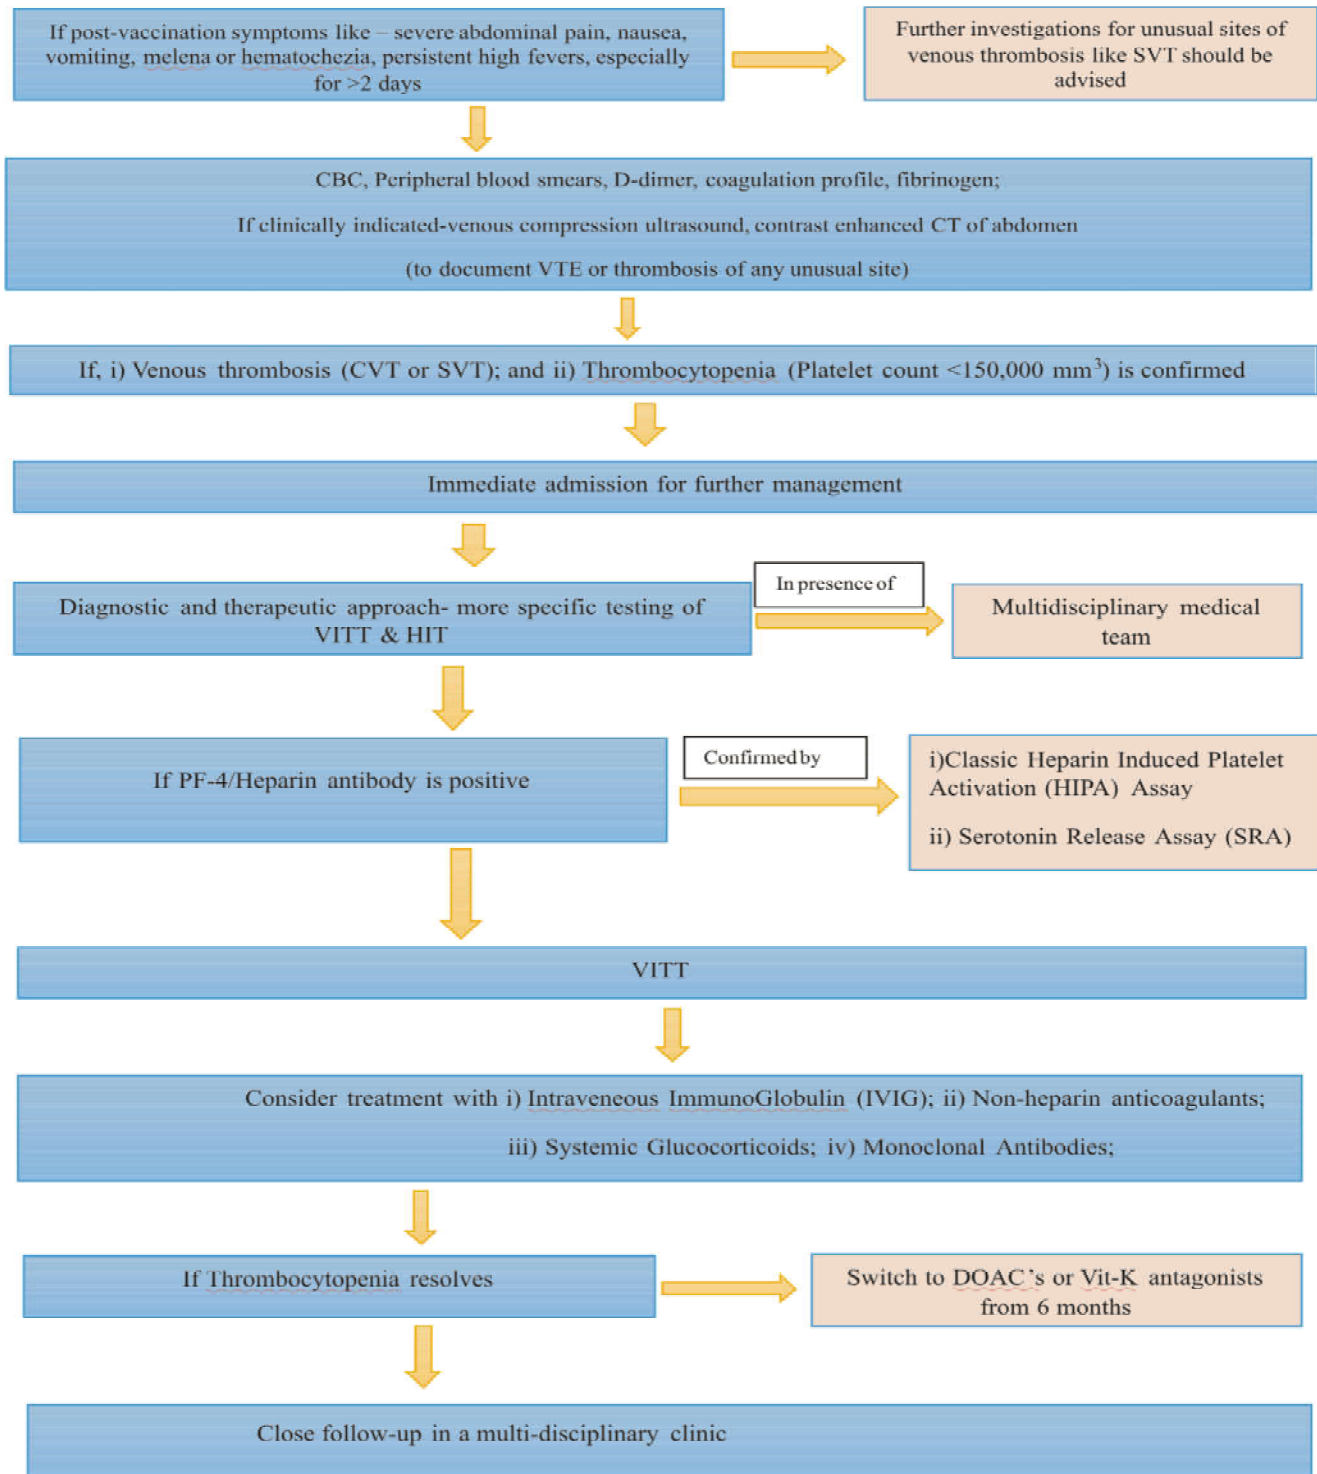 If post-vaccination symptoms like – severe abdominal pain, nausea,
vomiting, melena or hematochezia, persistent high fevers, especially
for >2 days
Further investigations for unusual sites of
venous thrombosis like SVT should be
advised
CBC, Peripheral blood smears, D-dimer, coagulation profile, fibrinogen;
If clinically indicated-venous compression ultrasound, contrast enhanced CT of abdomen
(to document VTE or thrombosis of any unusual site)
If, i) Venous thrombosis (CVT or SVT); and ii) Thrombocytopenia (Platelet count <150,000 mm³) is confirmed
Immediate admission for further management
Diagnostic and therapeutic approach- more specific testing of
VITT & HIT
In presence of
Multidisciplinary medical
team
If PF-4/Heparin antibody is positive
Confirmed by
i)Classic Heparin Induced Platelet
Activation (HIPA) Assay
ii) Serotonin Release Assay (SRA)
VITT
Consider treatment with i) Intraveneous ImmunoGlobulin (IVIG); ii) Non-heparin anticoagulants;
iii) Systemic Glucocorticoids; iv) Monoclonal Antibodies;
If Thrombocytopenia resolves
Switch to DOAC's or Vit-K antagonists
from 6 months
Close follow-up in a multi-disciplinary clinic